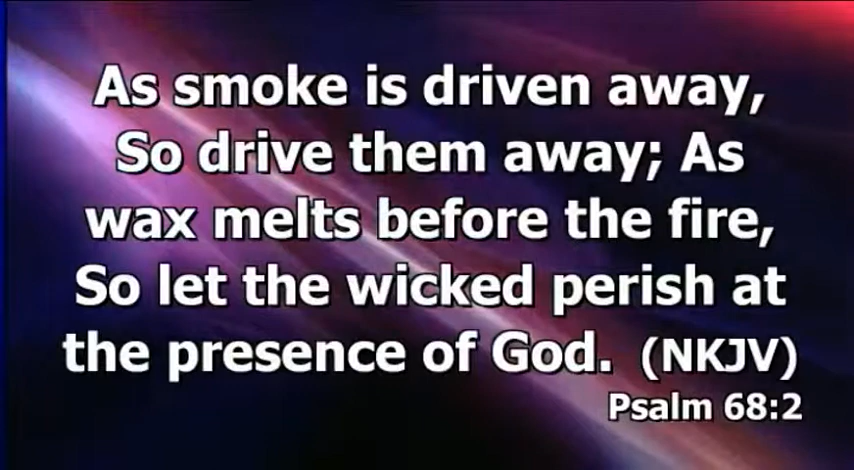 As smoke is driven away,
So drive them away; As
wax melts before the fire,
So let the wicked perish at
the presence of God. (NKJV)
Psalm 68:2